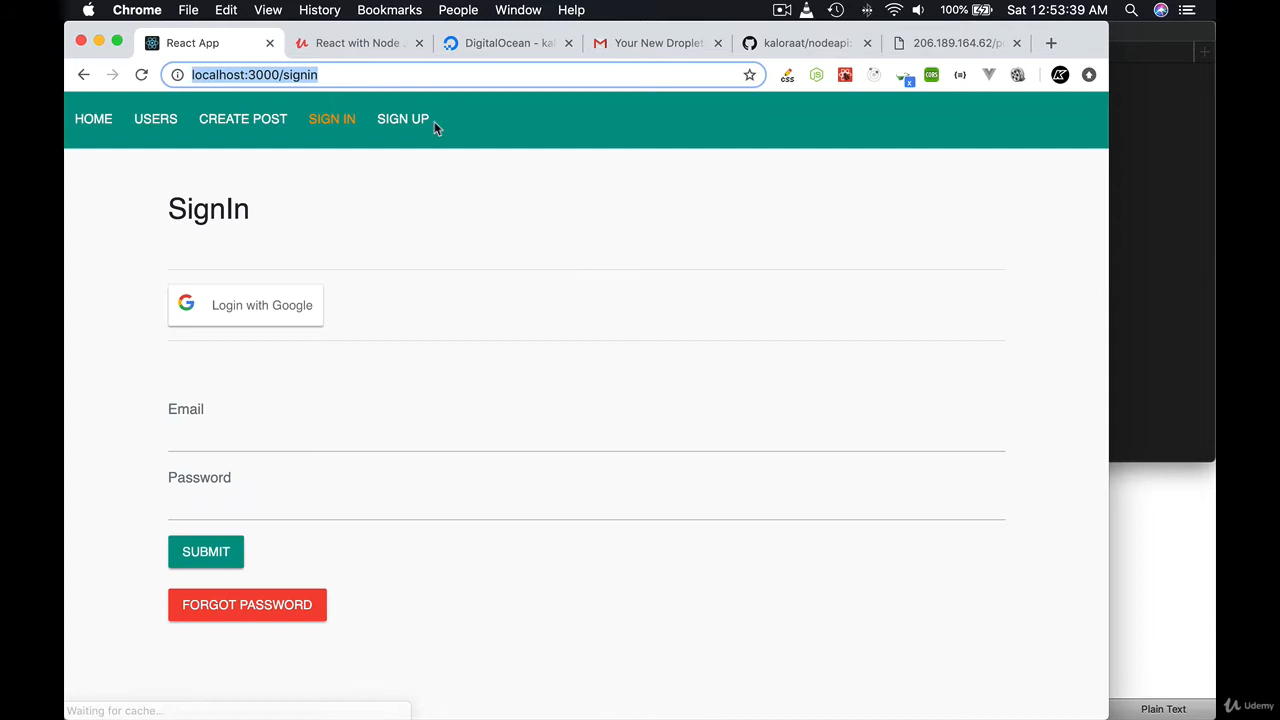 Chrome File Edit View History Bookmarks People Window Help 100% Sat 12:53:39 AM
React App React with Node DigitalOcean - kal Your New Droplet kaloraat/nodeapi: 206.189.164.62/p
localhost:3000/signin
HOME USERS CREATE POST SIGN IN SIGN UP
SignIn
Login with Google
Email
Password
SUBMIT
FORGOT PASSWORD
Waiting for cache...
Plain Text
Udemy